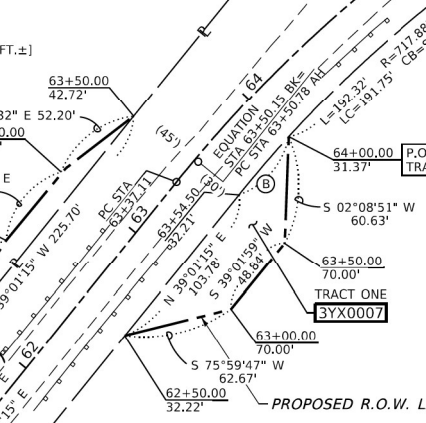 FT.±]
63+50.00
42.72'
32" E 52.20'
0.00
E
(45')
64
EQUATION
STA 63+50.15 BK=
PC STA 63+50.78 AH
R=717.88
CB=S
L=192.32'
LC=191.75'
64+00.00
31.37'
P.O
TRA
B
(30')
PC STA
63+37.11
63
63+54.50
32.21'
S 02°08'51" W
60.63'
39°01'15" W 225.70'
N 39°01'15" E
103.78'
S 39°01'59" W
48.84'
63+50.00
70.00'
TRACT ONE
3YX0007
63+00.00
70.00'
S 75°59'47" W
62.67'
62
62+50.00
32.22'
15" E
E
PROPOSED R.O.W. L